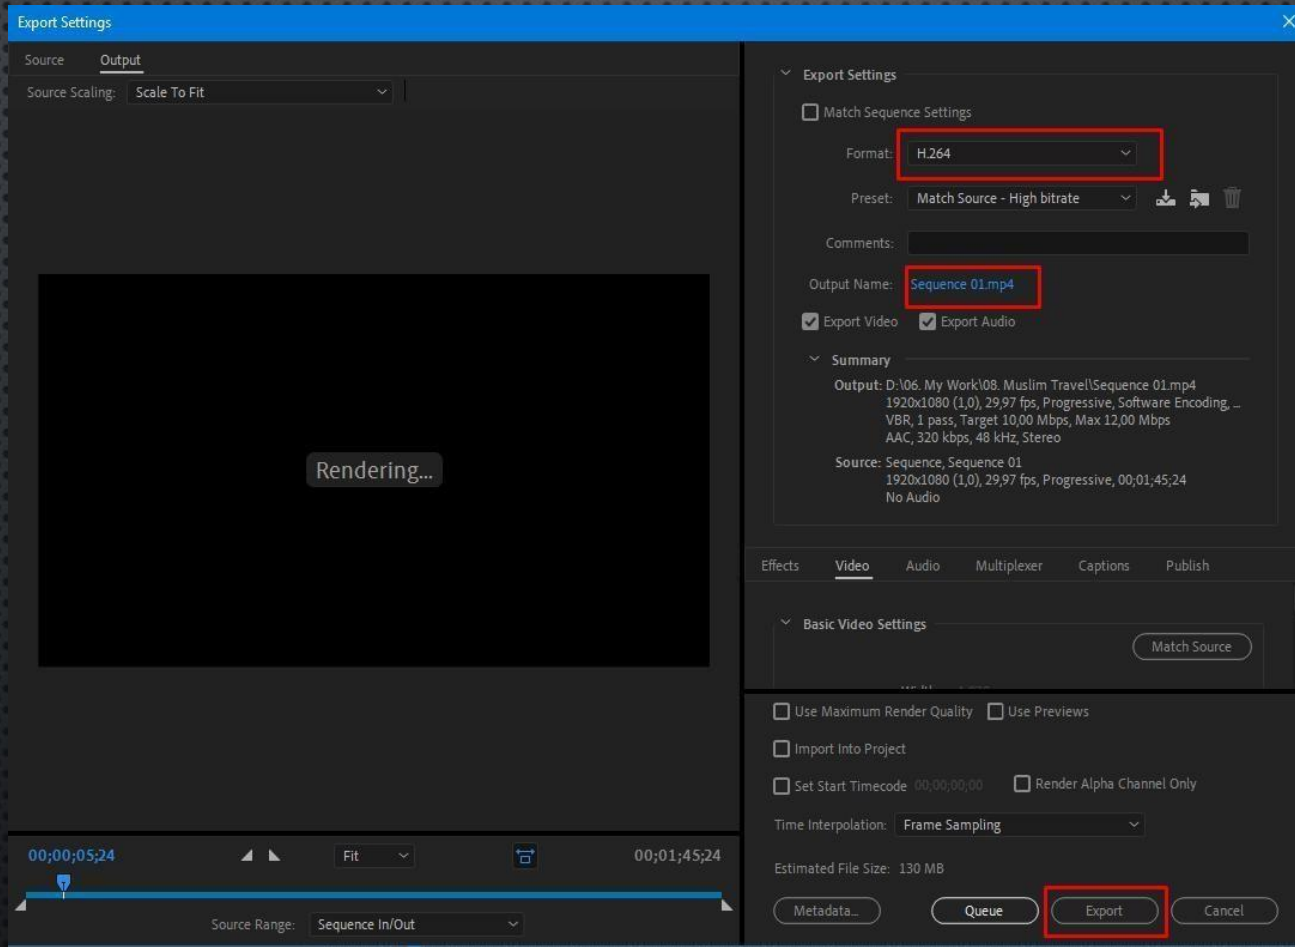 Export Settings
Source Output
Source Scaling: Scale To Fit
Rendering...
00;00;05;24 Fit 00;01;45;24
Source Range: Sequence In/Out
Export Settings
Match Sequence Settings
Format: H.264
Preset: Match Source - High bitrate
Comments:
Output Name: Sequence 01.mp4
Export Video Export Audio
Summary
Output: D:\06. My Work\08. Muslim Travel\Sequence 01.mp4
1920x1080 (1,0), 29,97 fps, Progressive, Software Encoding, ...
VBR, 1 pass, Target 10,00 Mbps, Max 12,00 Mbps
AAC, 320 kbps, 48 kHz, Stereo
Source: Sequence, Sequence 01
1920x1080 (1,0), 29,97 fps, Progressive, 00;01;45;24
No Audio
Effects Video Audio Multiplexer Captions Publish
Basic Video Settings
Match Source
Use Maximum Render Quality Use Previews
Import Into Project
Set Start Timecode 00;00;00;00 Render Alpha Channel Only
Time Interpolation: Frame Sampling
Estimated File Size: 130 MB
Metadata... Queue Export Cancel